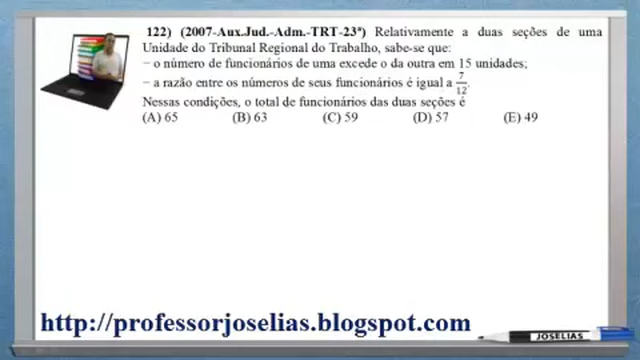 122) (2007-Aux.Jud.-Adm.-TRT-23ª) Relativamente a duas seções de uma
Unidade do Tribunal Regional do Trabalho, sabe-se que:
− o número de funcionários de uma excede o da outra em 15 unidades;
− a razão entre os números de seus funcionários é igual a 7/12.
Nessas condições, o total de funcionários das duas seções é
(A) 65 (B) 63 (C) 59 (D) 57 (E) 49
http://professorjoselias.blogspot.com
JOSELIAS